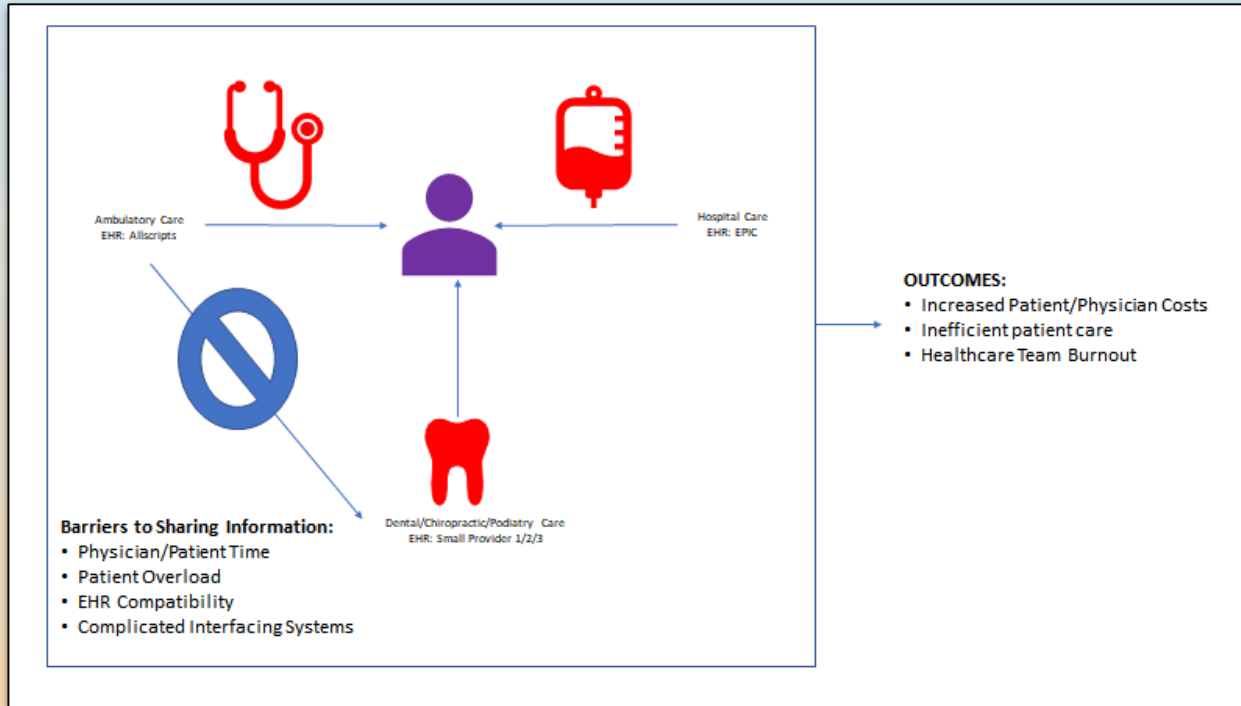 Ambulatory Care
EHR: Allscripts
Hospital Care
EHR: EPIC
OUTCOMES:
• Increased Patient/Physician Costs
• Inefficient patient care
• Healthcare Team Burnout
Dental/Chiropractic/Podiatry Care
EHR: Small Provider 1/2/3
Barriers to Sharing Information:
• Physician/Patient Time
• Patient Overload
• EHR Compatibility
• Complicated Interfacing Systems